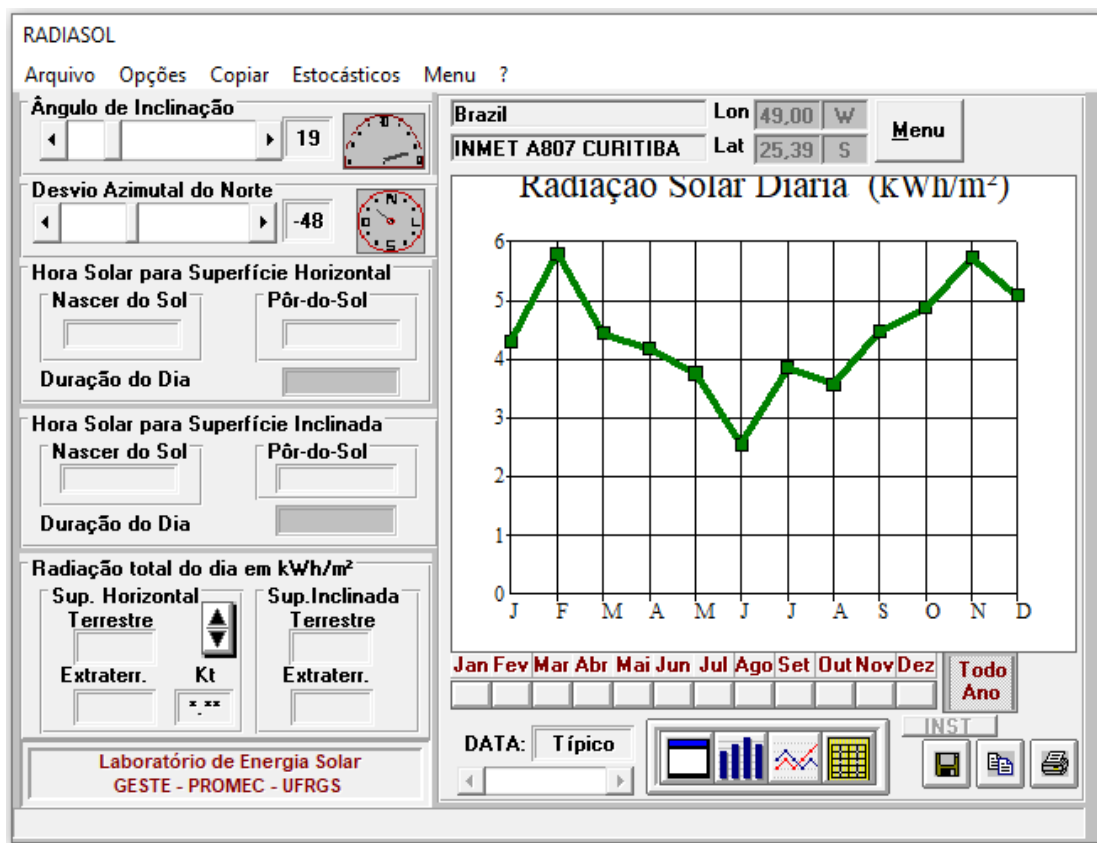 RADIASOL
Arquivo Opções Copiar Estocásticos Menu ?
Ângulo de Inclinação
19
Desvio Azimutal do Norte
-48
N
O L
S
Hora Solar para Superfície Horizontal
Nascer do Sol Pôr-do-Sol
Duração do Dia
Hora Solar para Superfície Inclinada
Nascer do Sol Pôr-do-Sol
Duração do Dia
Radiação total do dia em kWh/m²
Sup. Horizontal Sup.Inclinada
Terrestre Terrestre
Extraterr. Kt Extraterr.
*.**
Laboratório de Energia Solar
GESTE - PROMEC - UFRGS
Brazil Lon 49,00 W
INMET A807 CURITIBA Lat 25,39 S
Menu
Radiação Solar Diária (kWh/m²)
6
5
4
3
2
1
0
J F M A M J J A S O N D
Jan Fev Mar Abr Mai Jun Jul Ago Set Out Nov Dez
Todo
Ano
INST
DATA: Típico